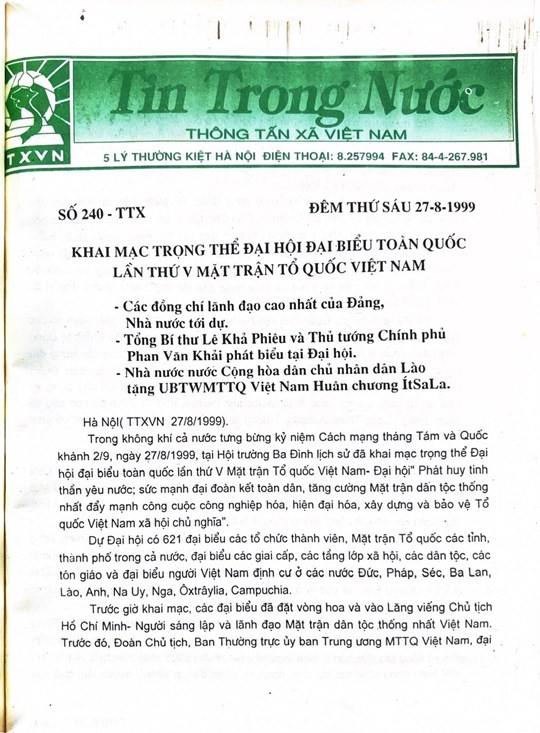 TTXVN
Tin Trong Nước
THÔNG TẤN XÃ VIỆT NAM
5 LÝ THƯỜNG KIỆT HÀ NỘI ĐIỆN THOẠI: 8.257994 FAX: 84-4-267.981
SỐ 240 - TTX ĐÊM THỨ SÁU 27-8-1999
KHAI MẠC TRỌNG THỂ ĐẠI HỘI ĐẠI BIỂU TOÀN QUỐC
LẦN THỨ V MẶT TRẬN TỔ QUỐC VIỆT NAM
- Các đồng chí lãnh đạo cao nhất của Đảng,
Nhà nước tới dự.
- Tổng Bí thư Lê Khả Phiêu và Thủ tướng Chính phủ
Phan Văn Khải phát biểu tại Đại hội.
- Nhà nước nước Cộng hòa dân chủ nhân dân Lào
tặng UBTWMTTQ Việt Nam Huân chương ÍtSaLa.
Hà Nội( TTXVN 27/8/1999).
Trong không khí cả nước tưng bừng kỷ niệm Cách mạng tháng Tám và Quốc
khánh 2/9, ngày 27/8/1999, tại Hội trường Ba Đình lịch sử đã khai mạc trọng thể Đại
hội đại biểu toàn quốc lần thứ V Mặt trận Tổ quốc Việt Nam- Đại hội" Phát huy tinh
thần yêu nước; sức mạnh đại đoàn kết toàn dân, tăng cường Mặt trận dấn tộc thống
nhất đẩy mạnh công cuộc công nghiệp hóa, hiện đại hóa, xây dựng và bảo vệ Tổ
quốc Việt Nam xã hội chủ nghĩa".
Dự Đại hội có 621 đại biểu các tổ chức thành viên, Mặt trận Tổ quốc các tỉnh,
thành phố trong cả nước, đại biểu các giai cấp, các tầng lớp xã hội, các dân tộc, các
tôn giáo và đại biểu người Việt Nam định cư ở các nước Đức, Pháp, Séc, Ba Lan,
Lào, Anh, Na Uy, Nga, Ôxtrâylia, Campuchia.
Trước giờ khai mạc, các đại biểu đã đặt vòng hoa và vào Lăng viếng Chủ tịch
Hồ Chí Minh- Người sáng lập và lãnh đạo Mặt trận dân tộc thống nhất Việt Nam.
Trước đó, Đoàn Chủ tịch, Ban Thường trực ủy ban Trung ương MTTQ Việt Nam, đại